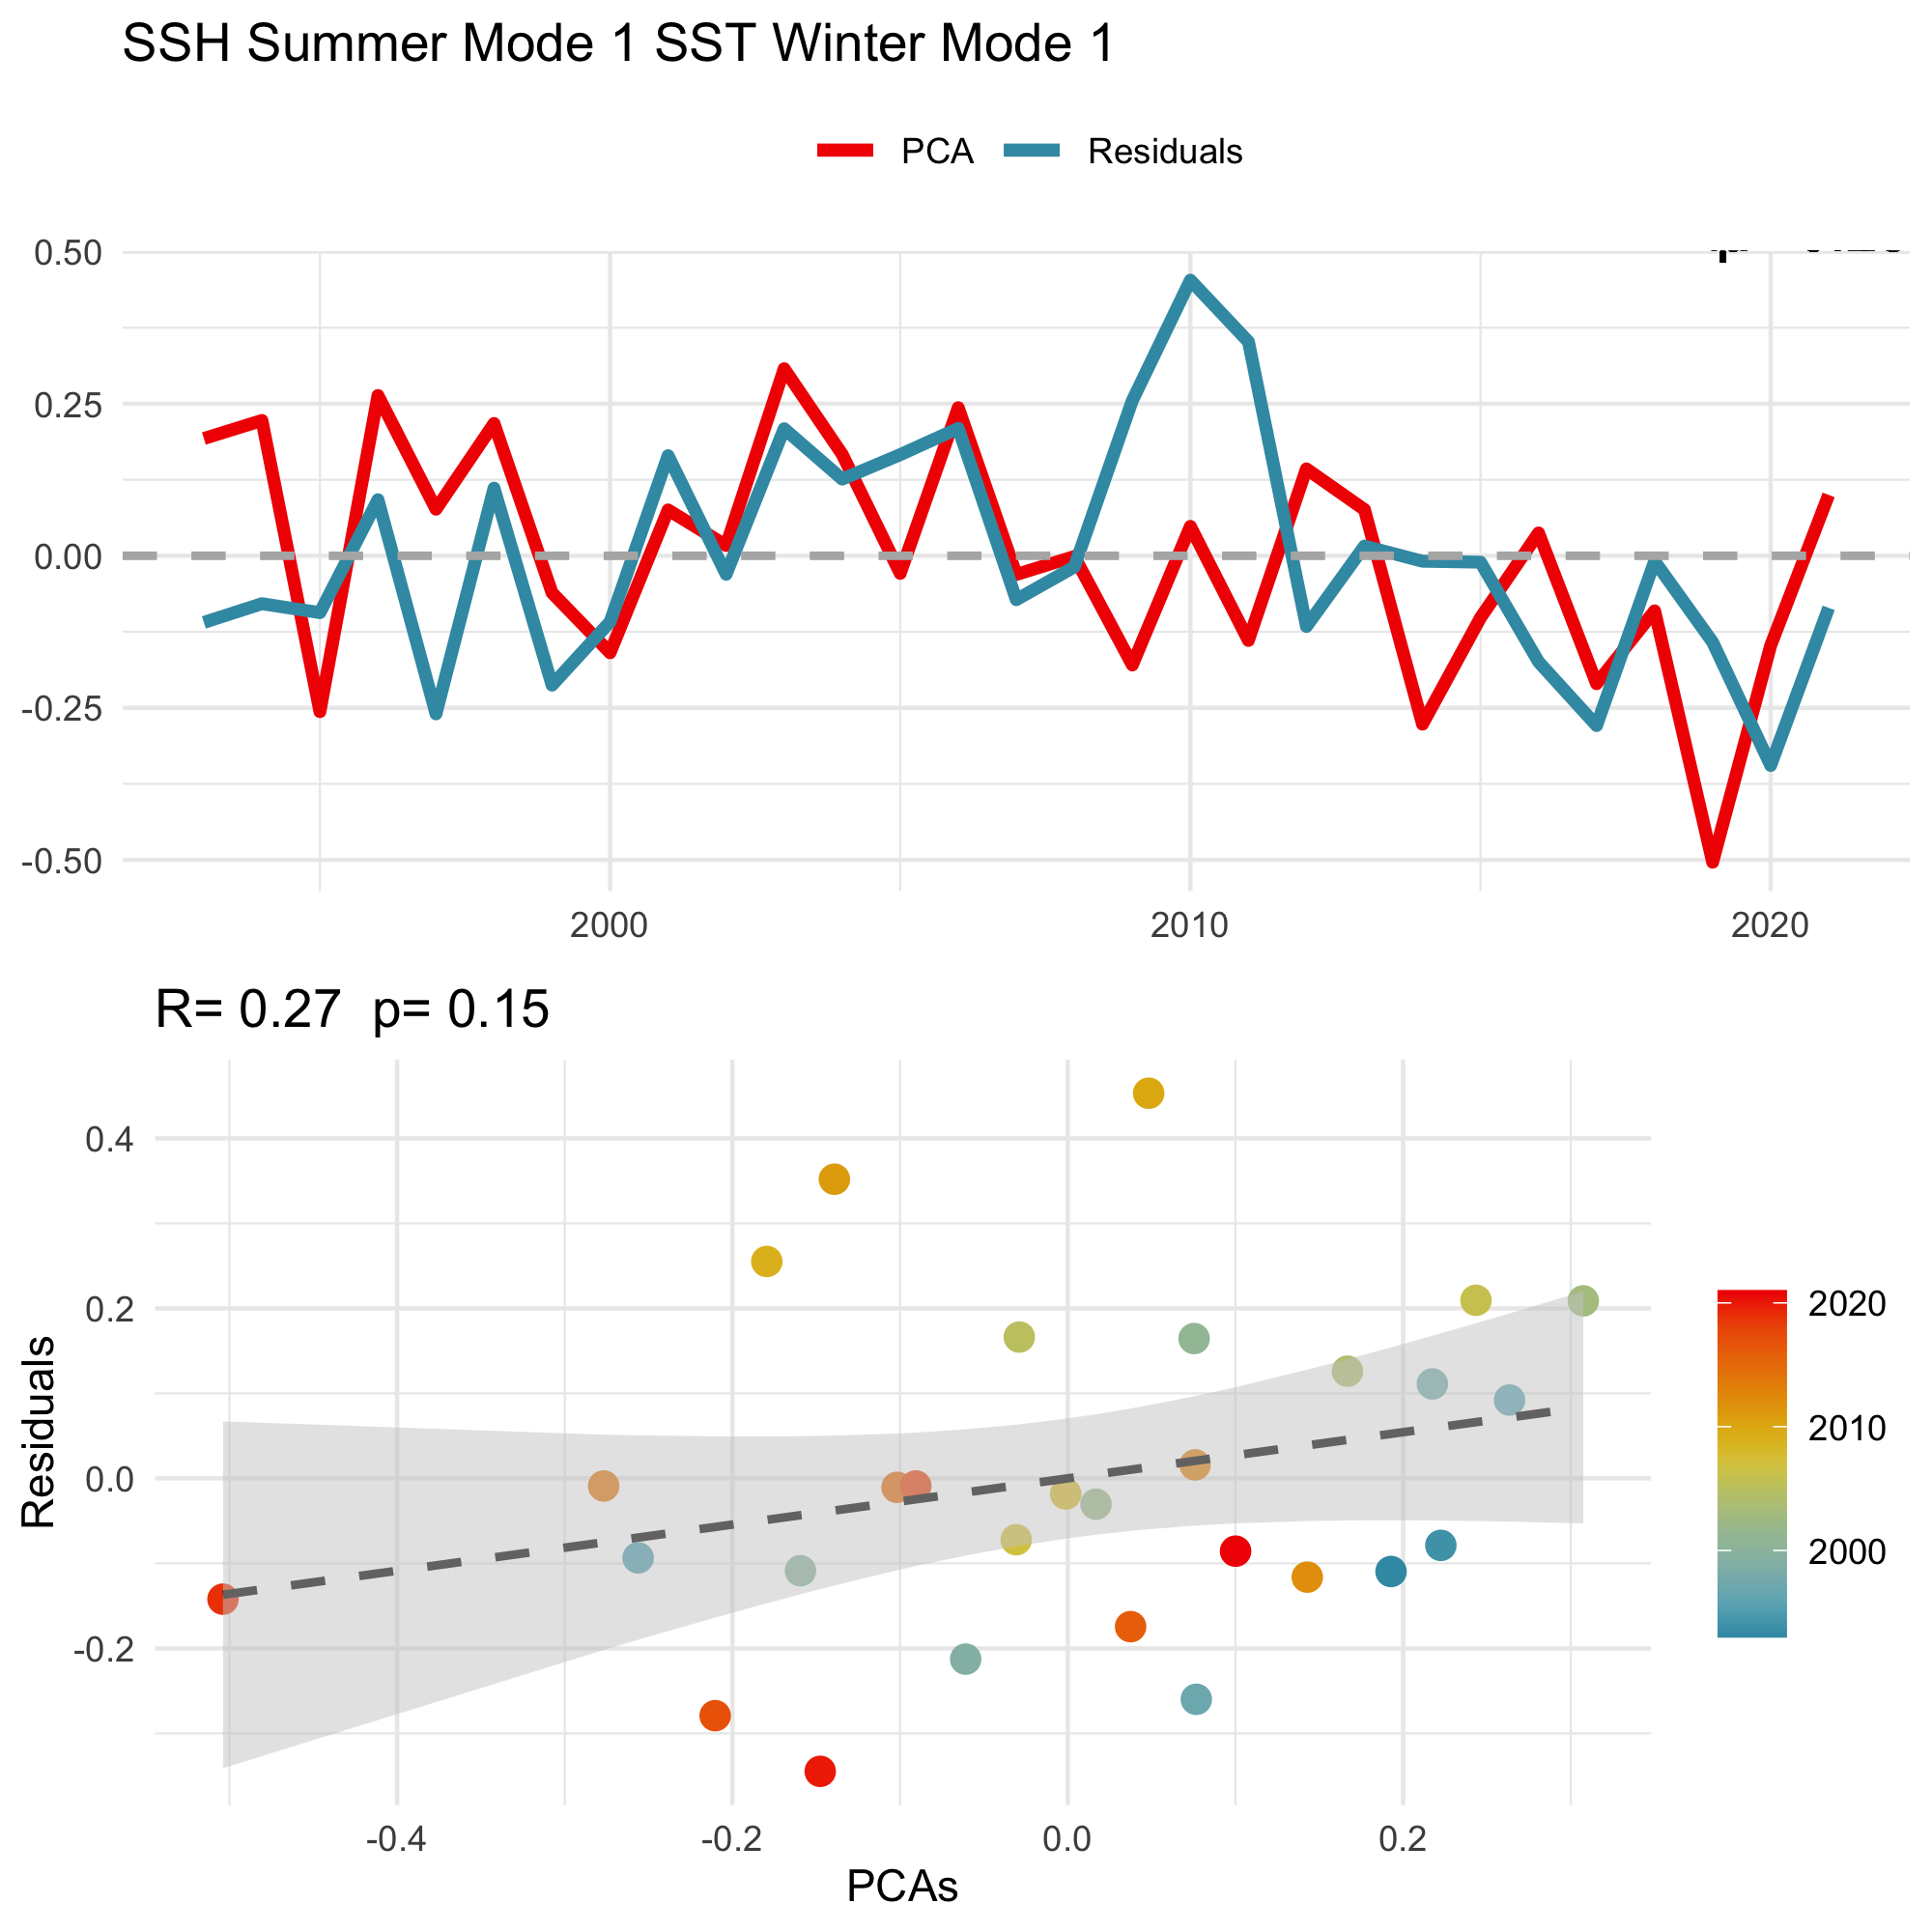 SSH Summer Mode 1 SST Winter Mode 1
PCA Residuals
0.50
0.25
0.00
-0.25
-0.50
2000 2010 2020
R= 0.27 p= 0.15
Residuals
0.4
0.2
0.0
-0.2
-0.4 -0.2 0.0 0.2
PCAs
2020
2010
2000